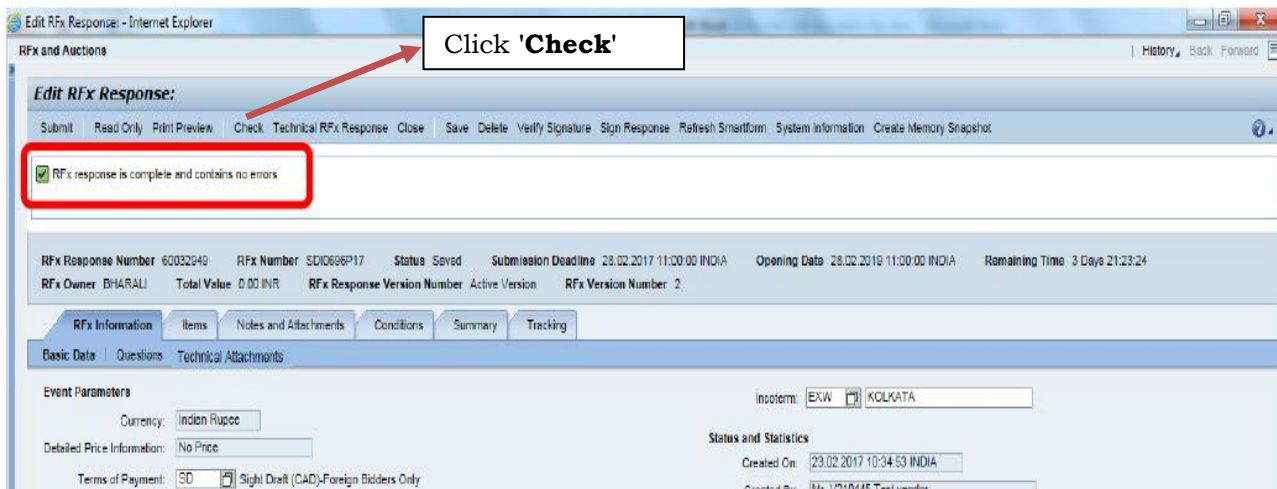 Edit RFx Response: - Internet Explorer
Click 'Check'
RFx and Auctions
History Back Forward
Edit RFx Response:
Submit Read Only Print Preview Check Technical RFx Response Close Save Delete Verify Signature Sign Response Refresh Smartform System Information Create Memory Snapshot
RFx response is complete and contains no errors
RFx Response Number 60032949 RFx Number SDI0696P17 Status Saved Submission Deadline 28.02.2017 11:00:00 INDIA Opening Date 28.02.2019 11:00:00 INDIA Remaining Time 3 Days 21:23:24
RFx Owner BHARALI Total Value 0.00 INR RFx Response Version Number Active Version RFx Version Number 2
RFx Information Items Notes and Attachments Conditions Summary Tracking
Basic Data Questions Technical Attachments
Event Parameters
Incoterm: EXW KOLKATA
Currency: Indian Rupee
Status and Statistics
Detailed Price Information: No Price
Created On: 23.02.2017 10:34:53 INDIA
Terms of Payment: SD Sight Draft (CAD)-Foreign Bidders Only
Created By: Mr. Test vendor